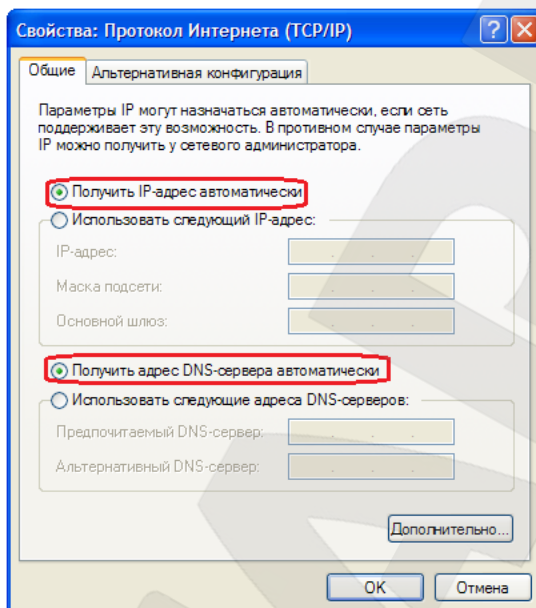 Свойства: Протокол Интернета (TCP/IP)
Общие
Альтернативная конфигурация
Параметры IP могут назначаться автоматически, если сеть
поддерживает эту возможность. В противном случае параметры
IP можно получить у сетевого администратора.
Получить IP-адрес автоматически
Использовать следующий IP-адрес:
IP-адрес:
Маска подсети:
Основной шлюз:
Получить адрес DNS-сервера автоматически
Использовать следующие адреса DNS-серверов:
Предпочитаемый DNS-сервер:
Альтернативный DNS-сервер:
Дополнительно...
OK
Отмена